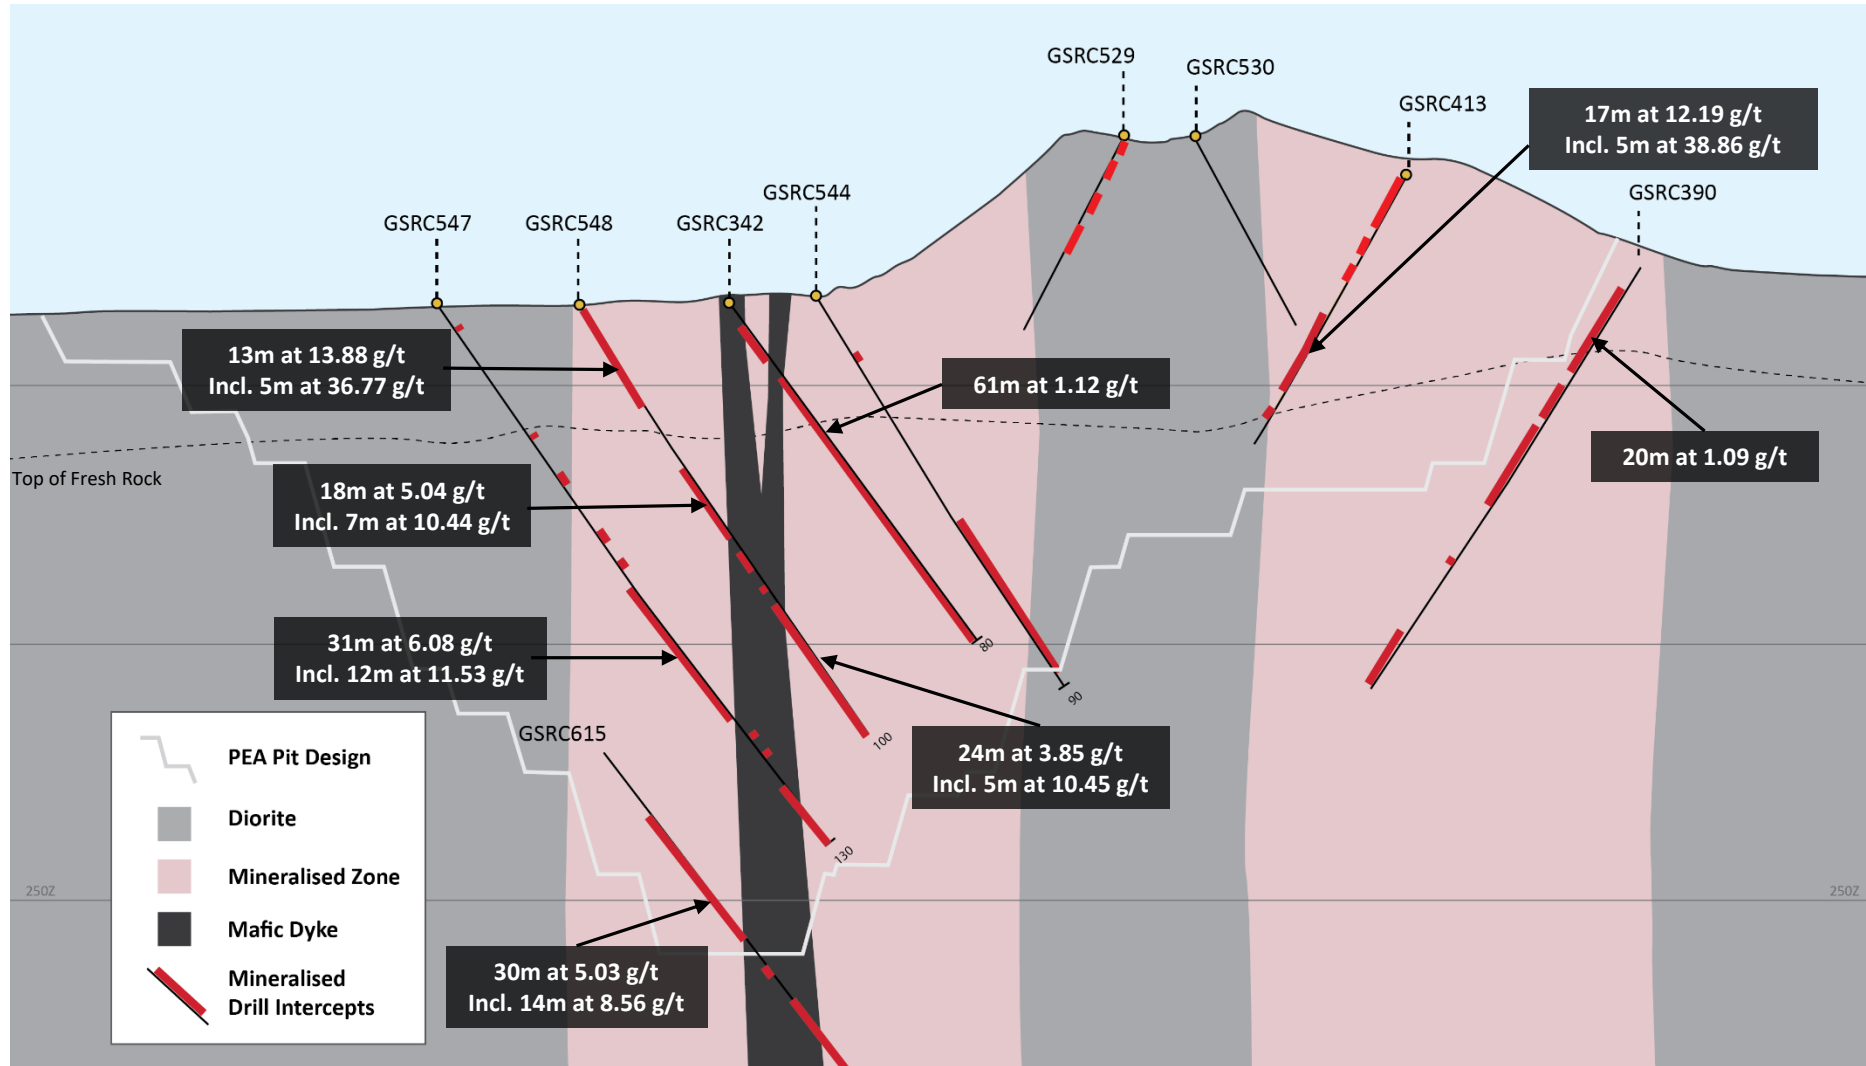 GSRC529
GSRC530
GSRC413
17m at 12.19 g/t
Incl. 5m at 38.86 g/t
GSRC544
GSRC390
GSRC547
GSRC548
GSRC342
13m at 13.88 g/t
Incl. 5m at 36.77 g/t
61m at 1.12 g/t
20m at 1.09 g/t
Top of Fresh Rock
18m at 5.04 g/t
Incl. 7m at 10.44 g/t
31m at 6.08 g/t
Incl. 12m at 11.53 g/t
80
90
GSRC615
100
24m at 3.85 g/t
Incl. 5m at 10.45 g/t
130
250Z
250Z
30m at 5.03 g/t
Incl. 14m at 8.56 g/t
PEA Pit Design
Diorite
Mineralised Zone
Mafic Dyke
Mineralised
Drill Intercepts